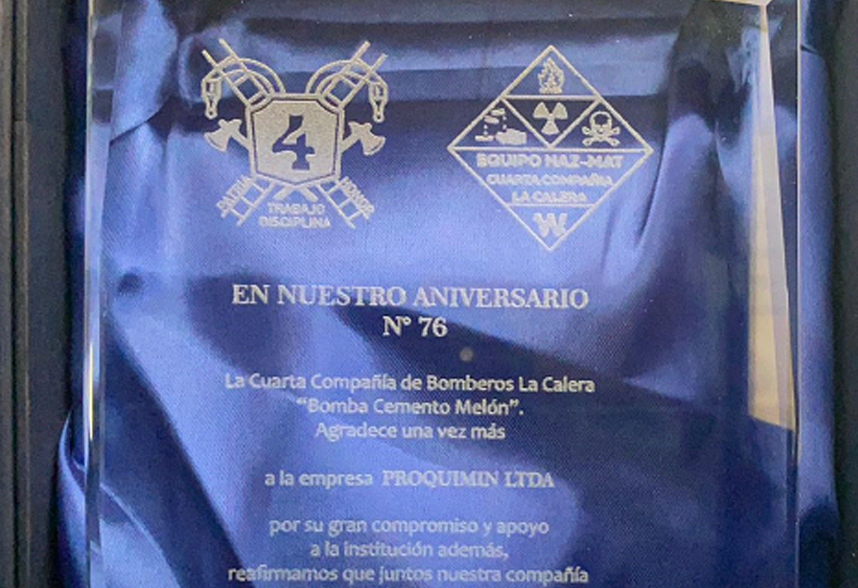 4
PATRIA
HONOR
TRABAJO
DISCIPLINA
EQUIPO HAZ-MAT
CUARTA COMPAÑIA
LA CALERA
W
EN NUESTRO ANIVERSARIO
N° 76
La Cuarta Compañía de Bomberos La Calera
“Bomba Cemento Melón”.
Agradece una vez más
a la empresa PROQUIMIN LTDA
por su gran compromiso y apoyo
a la institución además,
reafirmamos que juntos nuestra compañía